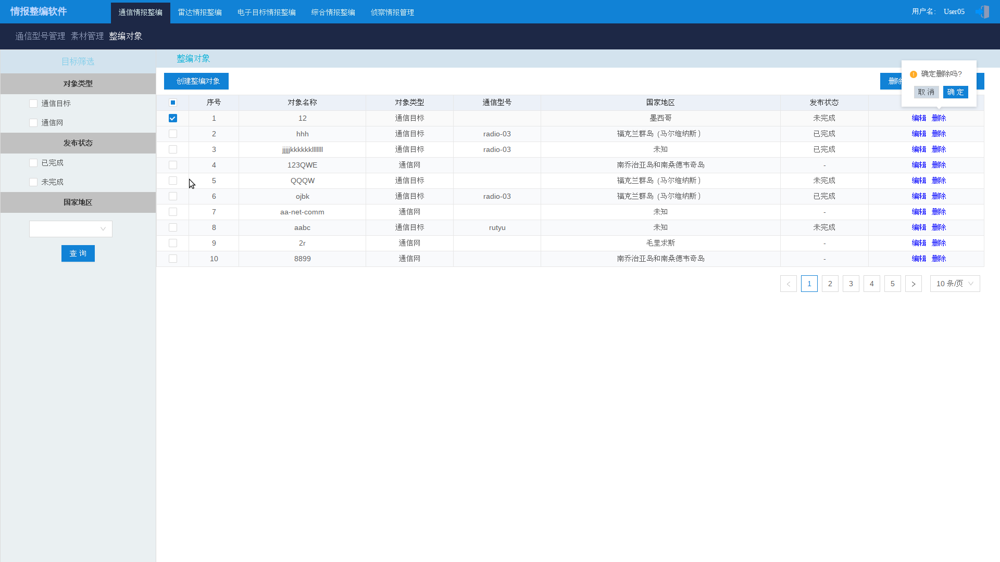 情报整编软件 通信情报整编 雷达情报整编 电子目标情报整编 综合情报整编 侦察情报管理 用户名： User05
通信型号管理 素材管理 整编对象
目标筛选
对象类型
通信目标
通信网
发布状态
已完成
未完成
国家地区
查 询
整编对象
创建整编对象 删除
确定删除吗?
取 消 确 定
序号 对象名称 对象类型 通信型号 国家地区 发布状态
1 12 通信目标 墨西哥 未完成 编辑 删除
2 hhh 通信目标 radio-03 福克兰群岛（马尔维纳斯） 已完成 编辑 删除
3 jjjjjkkkkkklllllll 通信目标 radio-03 未知 已完成 编辑 删除
4 123QWE 通信网 南乔治亚岛和南桑德韦奇岛 - 编辑 删除
5 QQQW 通信目标 福克兰群岛（马尔维纳斯） 未完成 编辑 删除
6 ojbk 通信目标 radio-03 福克兰群岛（马尔维纳斯） 已完成 编辑 删除
7 aa-net-comm 通信网 未知 - 编辑 删除
8 aabc 通信目标 rutyu 未知 未完成 编辑 删除
9 2r 通信网 毛里求斯 - 编辑 删除
10 8899 通信网 南乔治亚岛和南桑德韦奇岛 - 编辑 删除
< 1 2 3 4 5 > 10 条/页